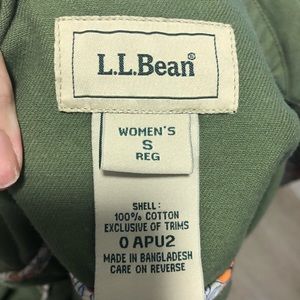 L.L.Bean®
WOMEN'S
S
REG
SHELL:
100% COTTON
EXCLUSIVE OF TRIMS
0 APU2
MADE IN BANGLADESH
CARE ON REVERSE